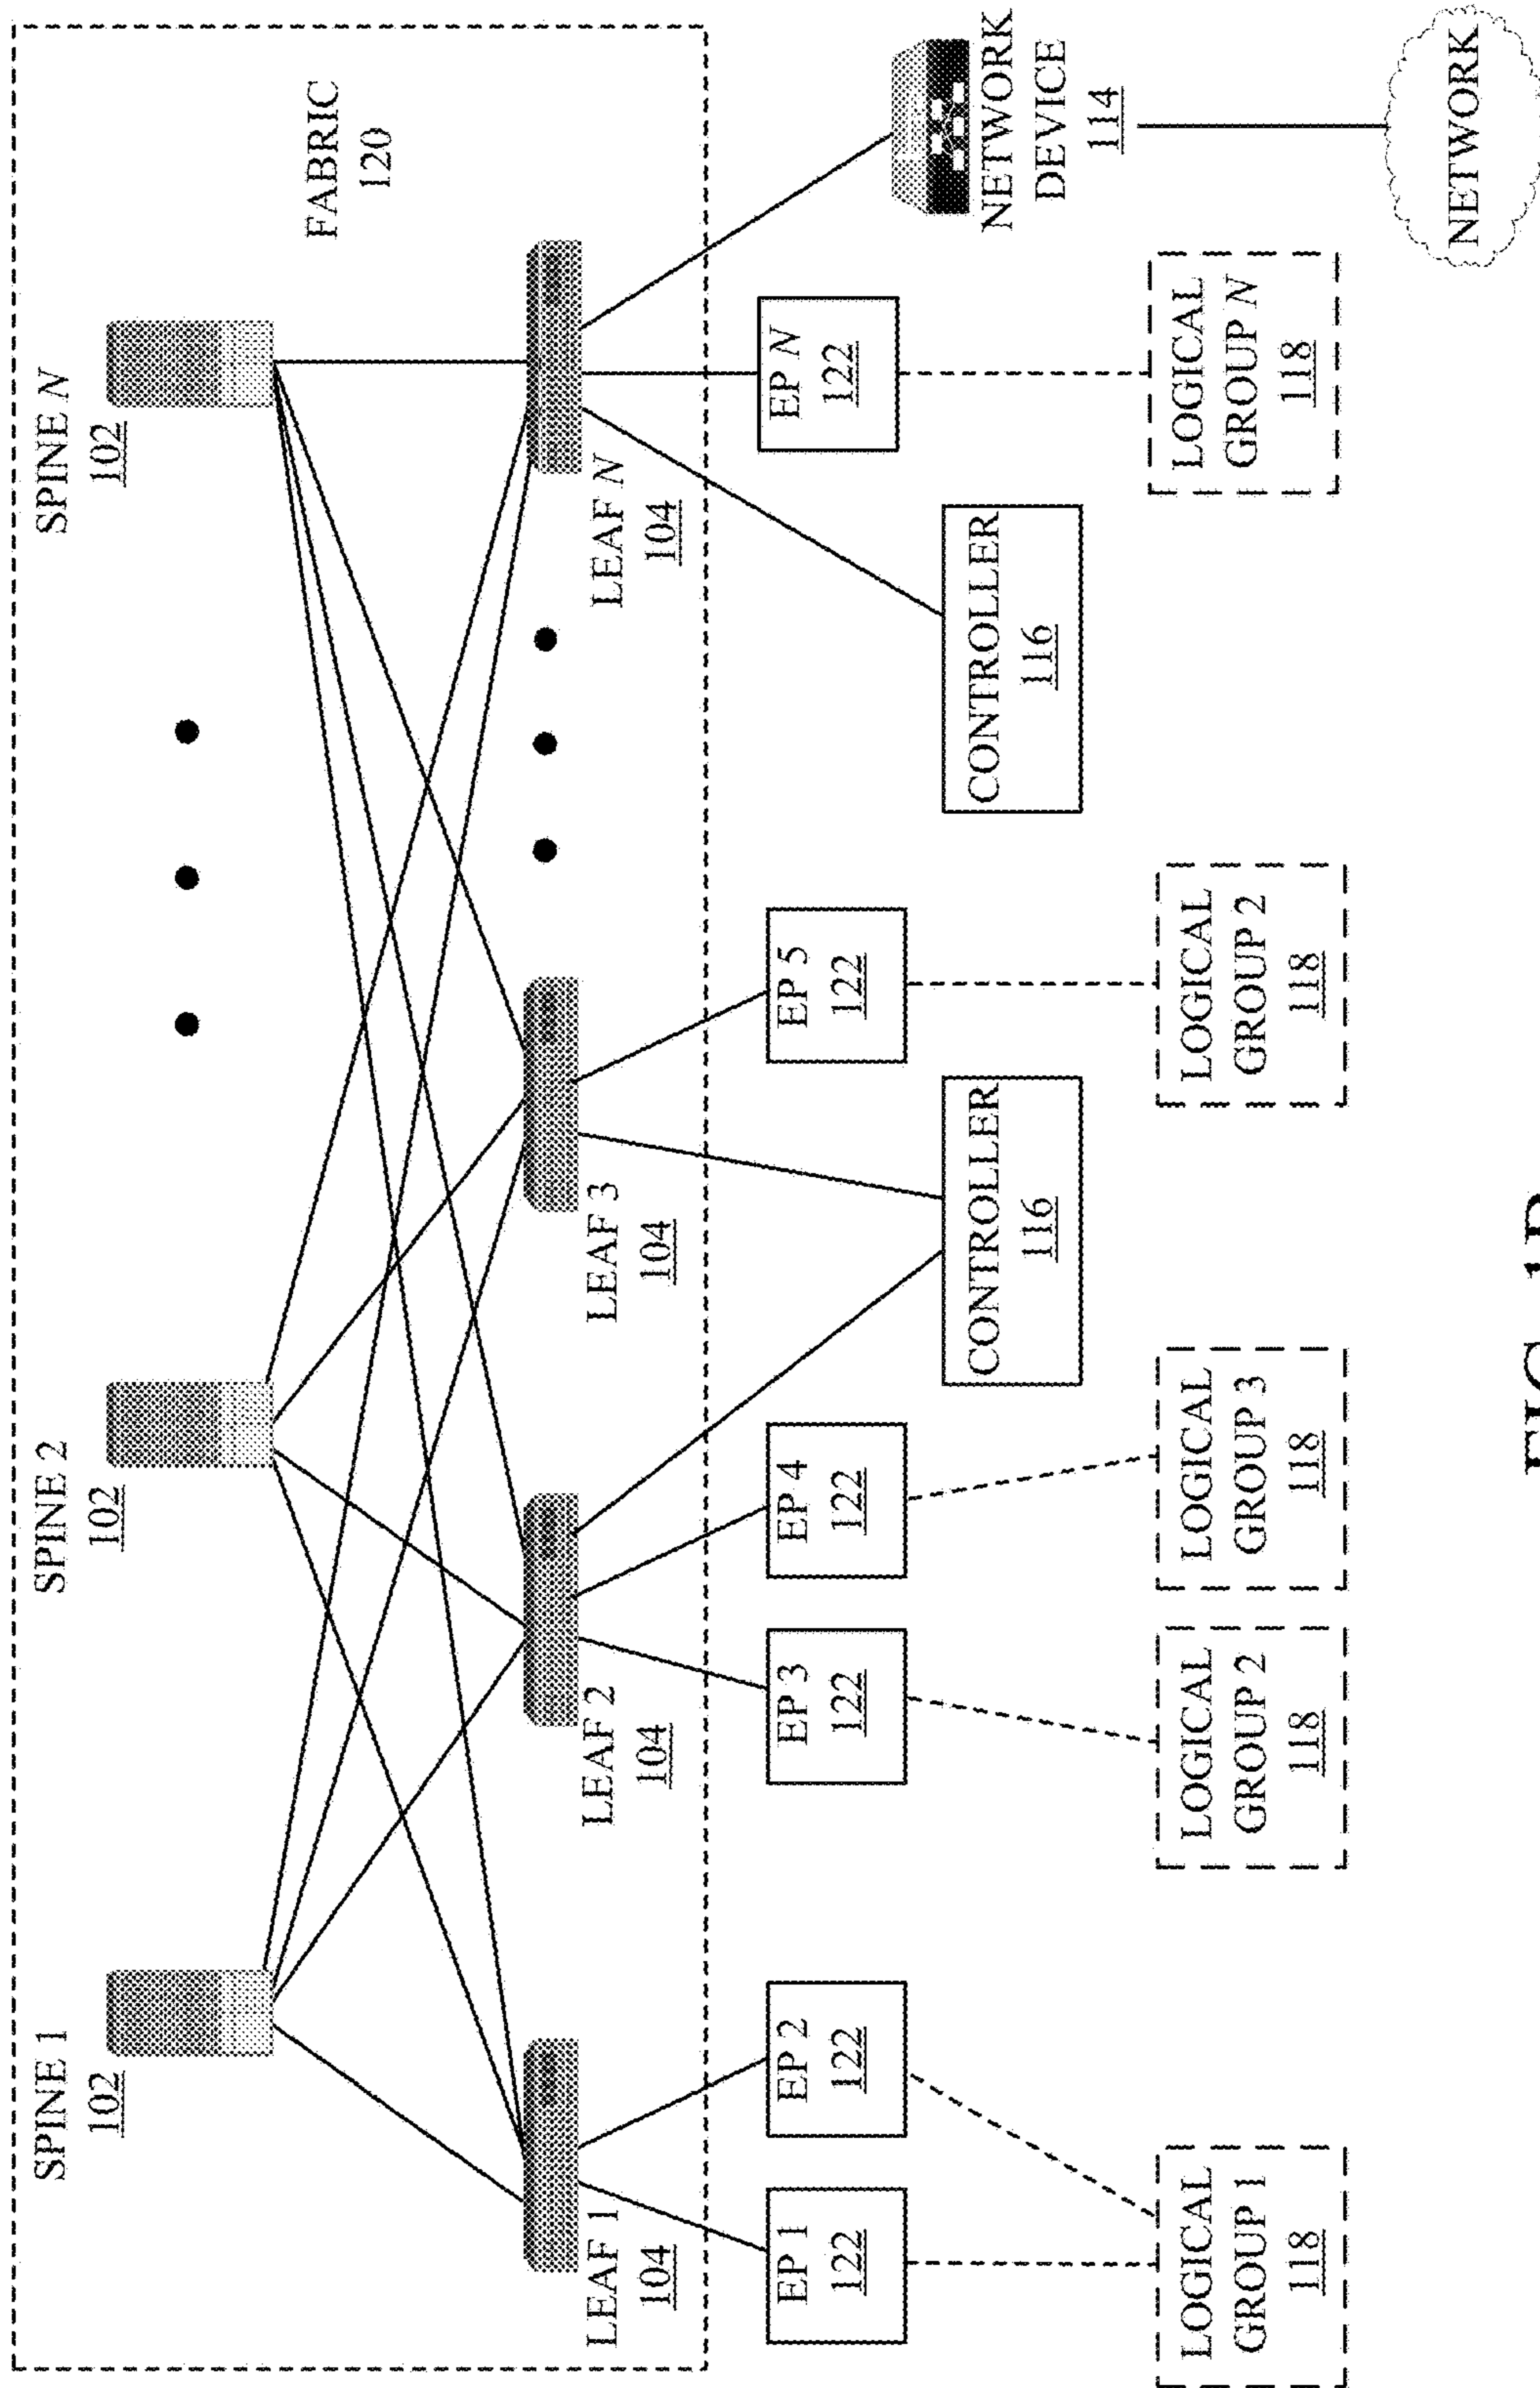 SPINE 1
102
SPINE 2
102
SPINE N
102
FABRIC
120
LEAF 1
104
LEAF 2
104
LEAF 3
104
LEAF N
104
EP 1
122
EP 2
122
EP 3
122
EP 4
122
EP 5
122
EP N
122
CONTROLLER
116
CONTROLLER
116
NETWORK
DEVICE
114
LOGICAL
GROUP 1
118
LOGICAL
GROUP 2
118
LOGICAL
GROUP 3
118
LOGICAL
GROUP 2
118
LOGICAL
GROUP N
118
NETWORK